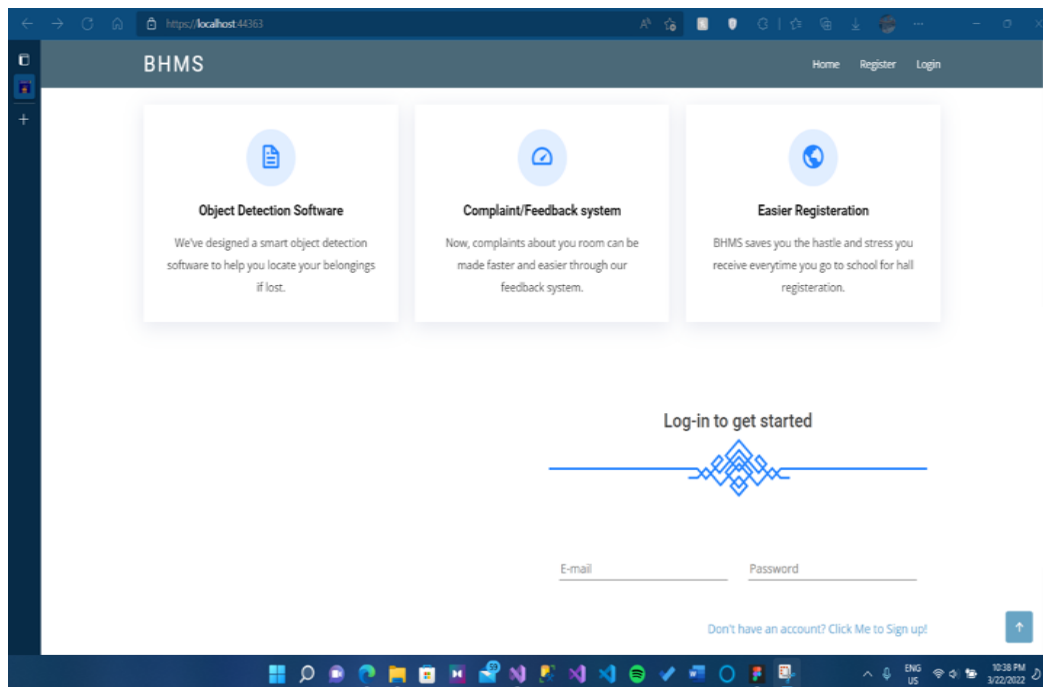 https://localhost:44363
BHMS
Home Register Login
Object Detection Software
We've designed a smart object detection
software to help you locate your belongings
if lost.
Complaint/Feedback system
Now, complaints about you room can be
made faster and easier through our
feedback system.
Easier Registeration
BHMS saves you the hastle and stress you
receive everytime you go to school for hall
registeration.
Log-in to get started
E-mail Password
Don't have an account? Click Me to Sign up!
59
ENG
US
10:38 PM
3/22/2022